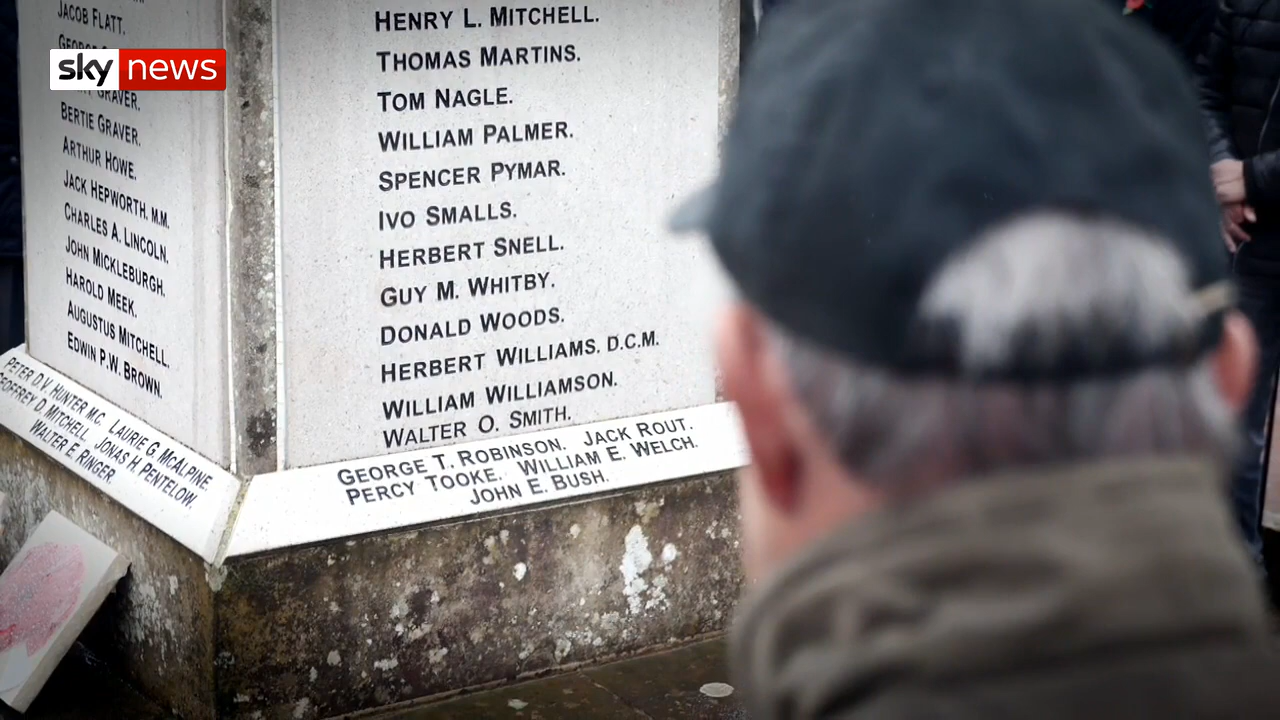 JACOB FLATT.
sky news
GRAVER.
BERTIE GRAVER.
ARTHUR HOWE.
JACK HEPWORTH. M.M.
CHARLES A. LINCOLN.
JOHN MICKLEBURGH.
HAROLD MEEK.
AUGUSTUS MITCHELL.
EDWIN P.W. BROWN.
PETER D.V. HUNTER M.C. LAURIE G. MCALPINE.
GEOFFREY D. MITCHELL. JONAS H. PENTELOW.
WALTER E. RINGER.
HENRY L. MITCHELL.
THOMAS MARTINS.
TOM NAGLE.
WILLIAM PALMER.
SPENCER PYMAR.
IVO SMALLS.
HERBERT SNELL.
GUY M. WHITBY.
DONALD WOODS.
HERBERT WILLIAMS. D.C.M.
WILLIAM WILLIAMSON.
WALTER O. SMITH.
GEORGE T. ROBINSON. JACK ROUT.
PERCY TOOKE. WILLIAM E. WELCH.
JOHN E. BUSH.